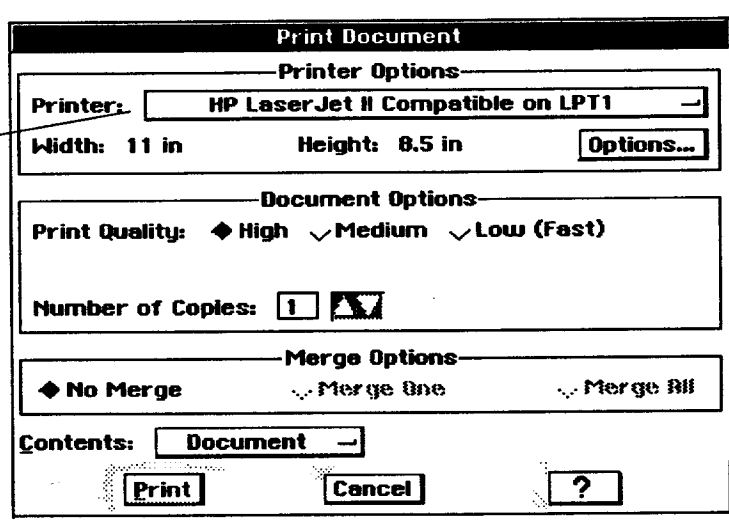 Print Document
Printer Options
Printer: HP LaserJet II Compatible on LPT1
Width: 11 in Height: 8.5 in Options...
Document Options
Print Quality: High Medium Low (Fast)
Number of Copies: 1
Merge Options
No Merge Merge One Merge All
Contents: Document
Print Cancel ?